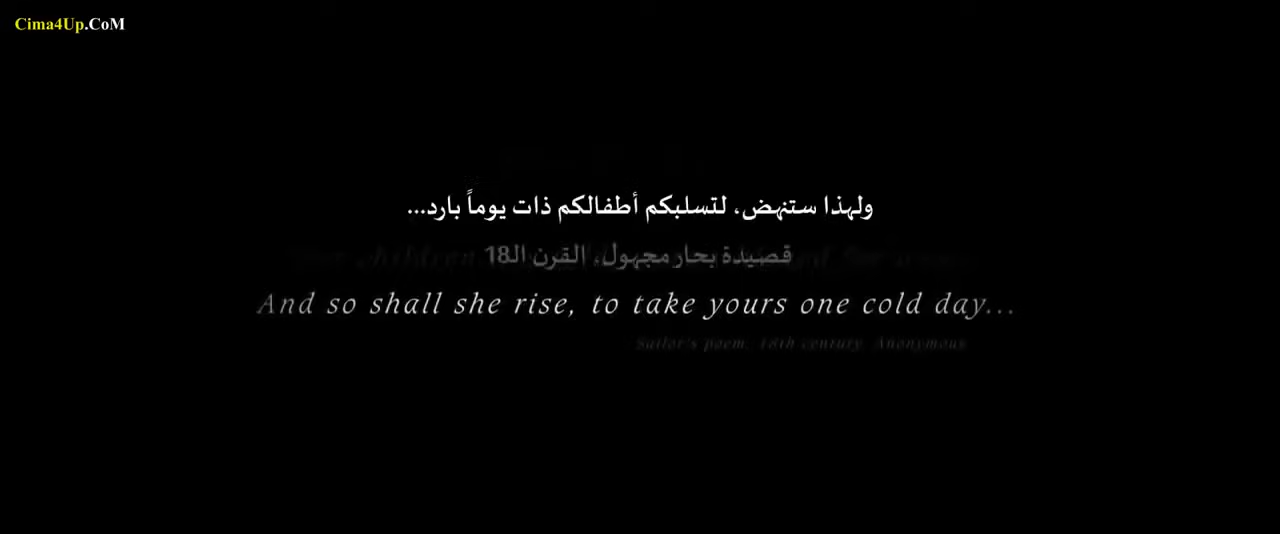 Cima4Up.CoM
ولهذا ستنهض، لتسلبكم أطفالكم ذات يوماً بارد...
قصيدة بحار مجهول، القرن الـ18
And so shall she rise, to take yours one cold day...
Sailor's poem, 18th century, Anonymous